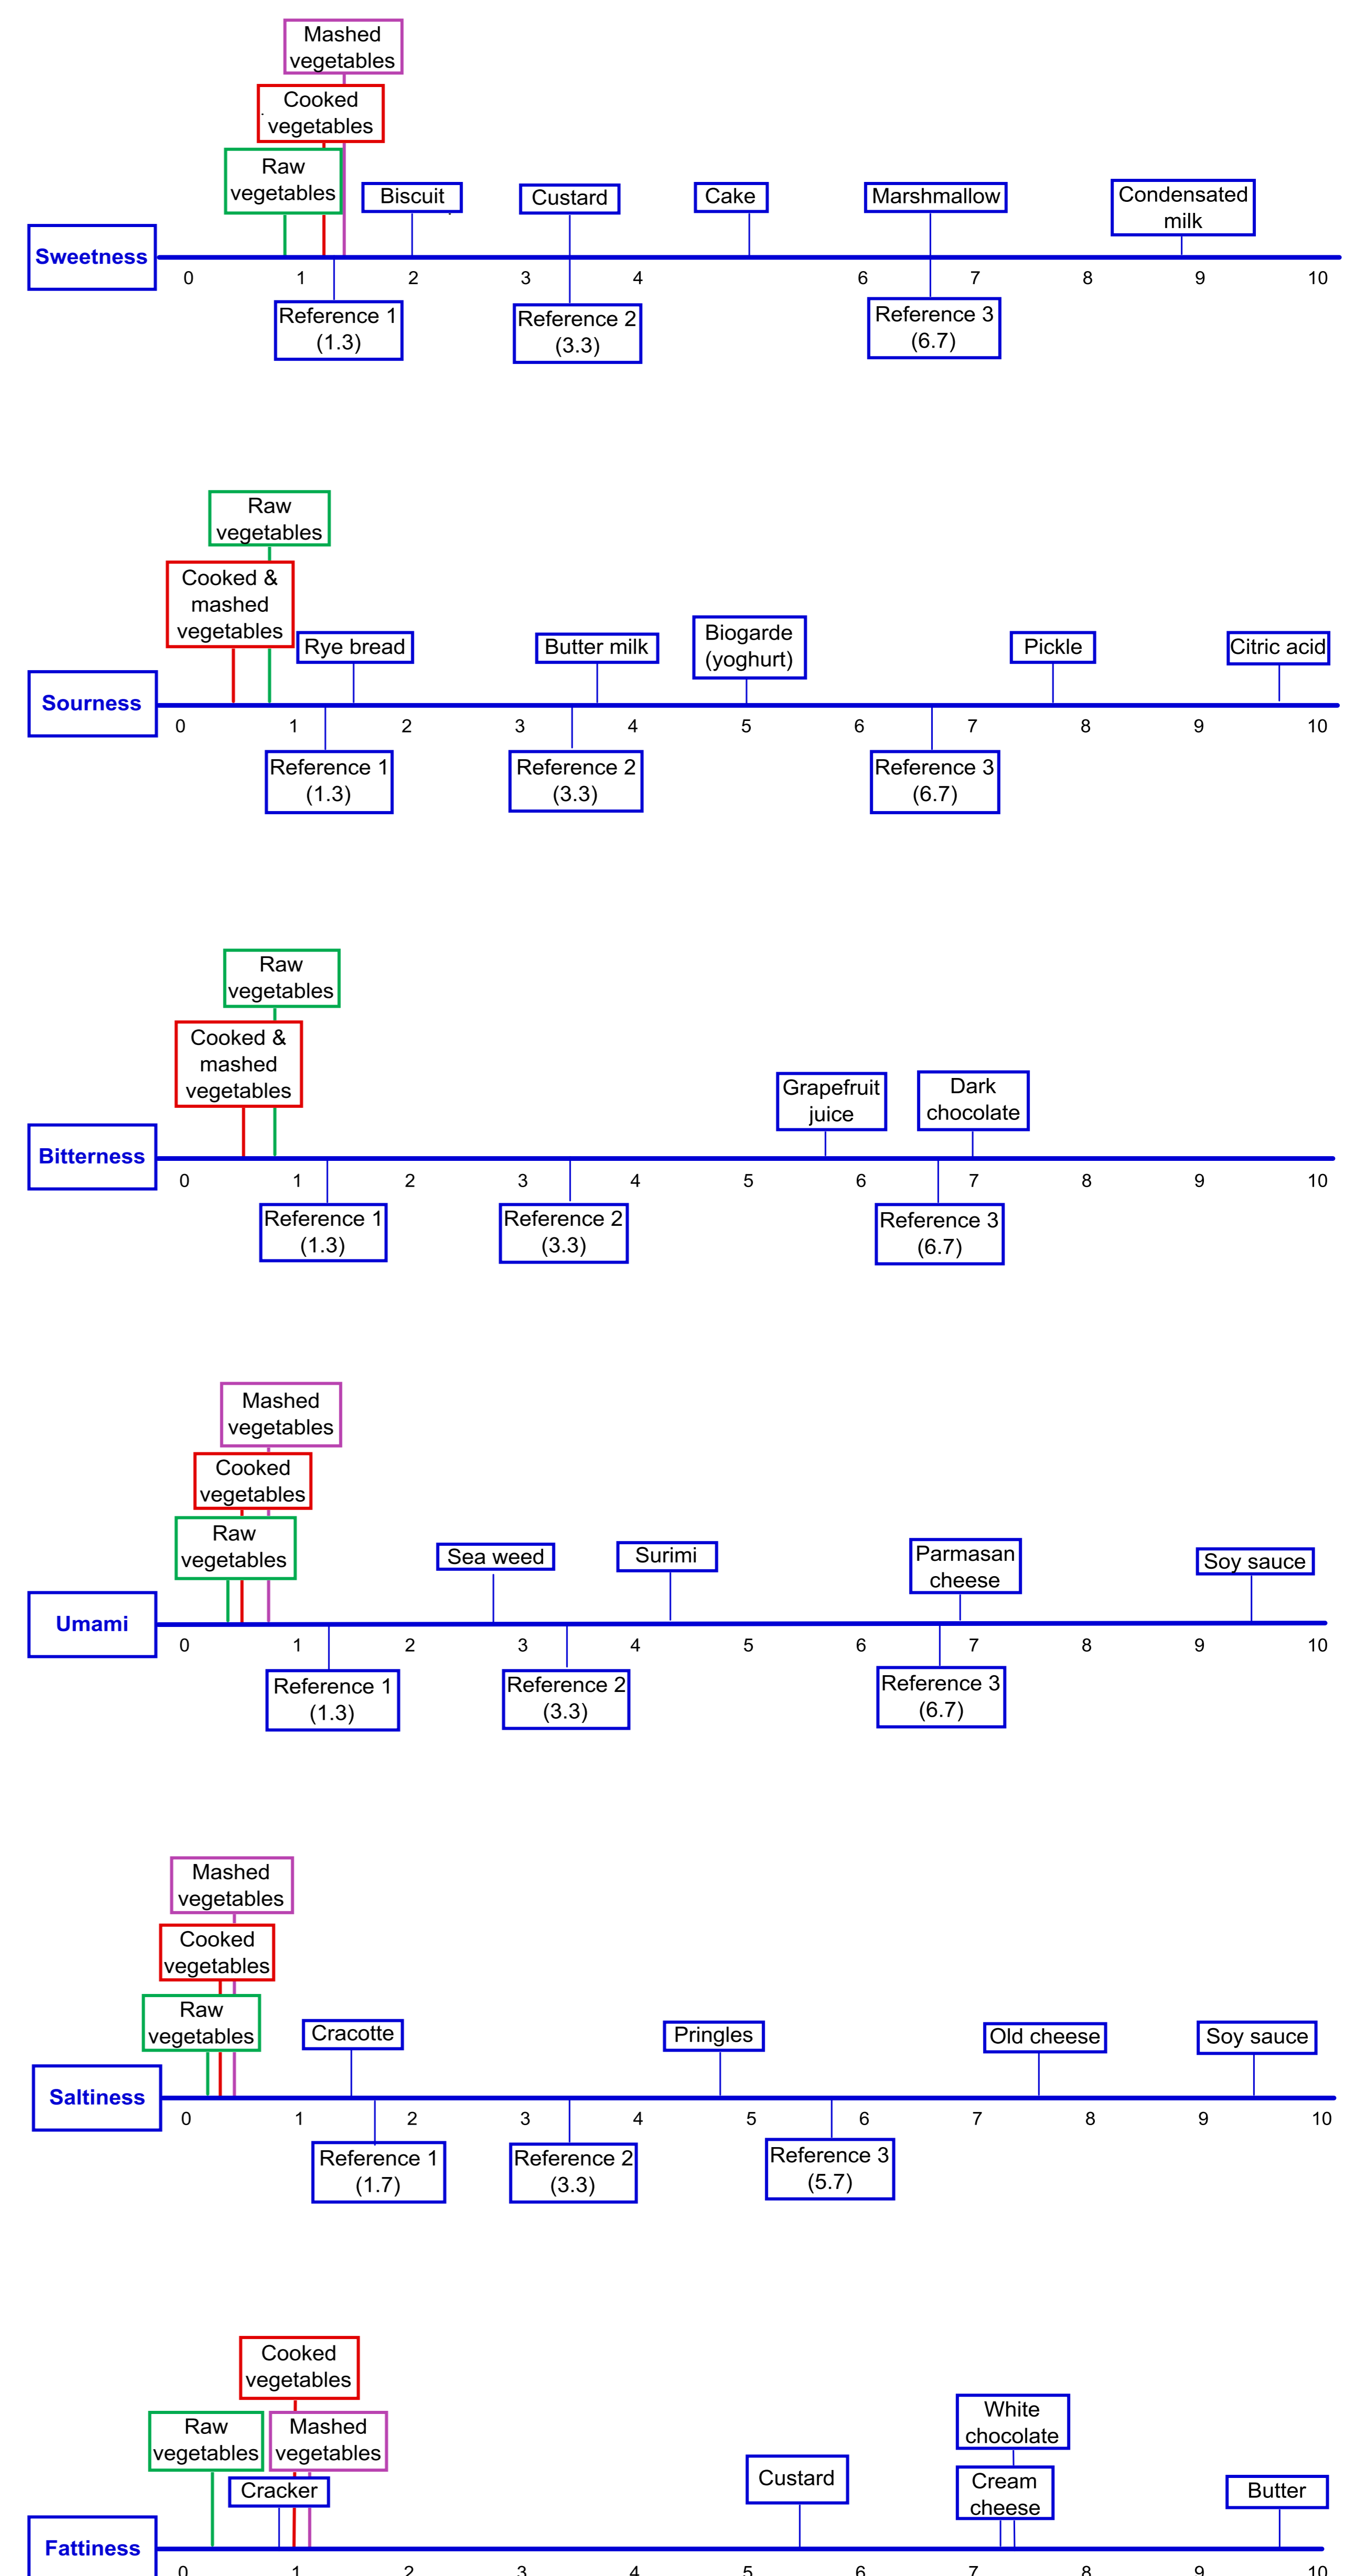 Mashed
vegetables
Cooked
vegetables
Raw
vegetables
Biscuit
Custard
Cake
Marshmallow
Condensated
milk
Sweetness
0 1 2 3 4 6 7 8 9 10
Reference 1
(1.3)
Reference 2
(3.3)
Reference 3
(6.7)
Raw
vegetables
Cooked &
mashed
vegetables
Rye bread
Butter milk
Biogarde
(yoghurt)
Pickle
Citric acid
Sourness
0 1 2 3 4 5 6 7 8 9 10
Reference 1
(1.3)
Reference 2
(3.3)
Reference 3
(6.7)
Raw
vegetables
Cooked &
mashed
vegetables
Grapefruit
juice
Dark
chocolate
Bitterness
0 1 2 3 4 5 6 7 8 9 10
Reference 1
(1.3)
Reference 2
(3.3)
Reference 3
(6.7)
Mashed
vegetables
Cooked
vegetables
Raw
vegetables
Sea weed
Surimi
Parmasan
cheese
Soy sauce
Umami
0 1 2 3 4 5 6 7 8 9 10
Reference 1
(1.3)
Reference 2
(3.3)
Reference 3
(6.7)
Mashed
vegetables
Cooked
vegetables
Raw
vegetables
Cracotte
Pringles
Old cheese
Soy sauce
Saltiness
0 1 2 3 4 5 6 7 8 9 10
Reference 1
(1.7)
Reference 2
(3.3)
Reference 3
(5.7)
Cooked
vegetables
Raw
vegetables
Mashed
vegetables
Cracker
Custard
White
chocolate
Cream
cheese
Butter
Fattiness
0 1 2 3 4 5 6 7 8 9 10